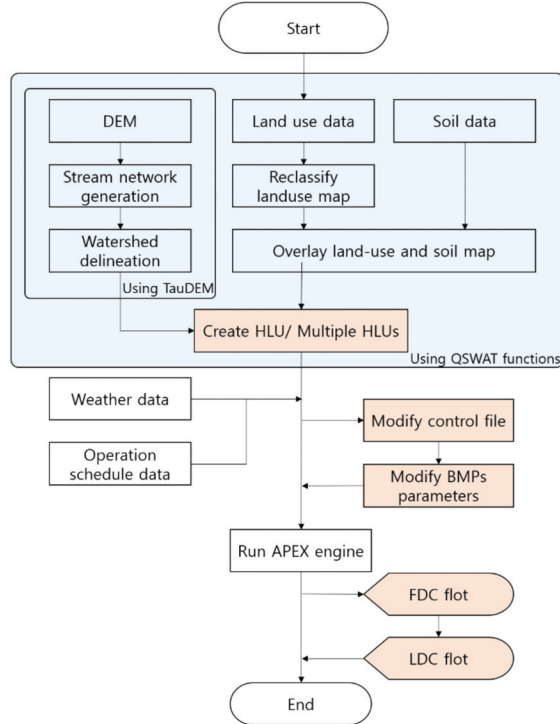 Start
DEM
Land use data
Soil data
Stream network
generation
Reclassify
landuse map
Watershed
delineation
Overlay land-use and soil map
Using TauDEM
Create HLU/ Multiple HLUs
Using QSWAT functions
Weather data
Modify control file
Operation
schedule data
Modify BMPs
parameters
Run APEX engine
FDC flot
LDC flot
End